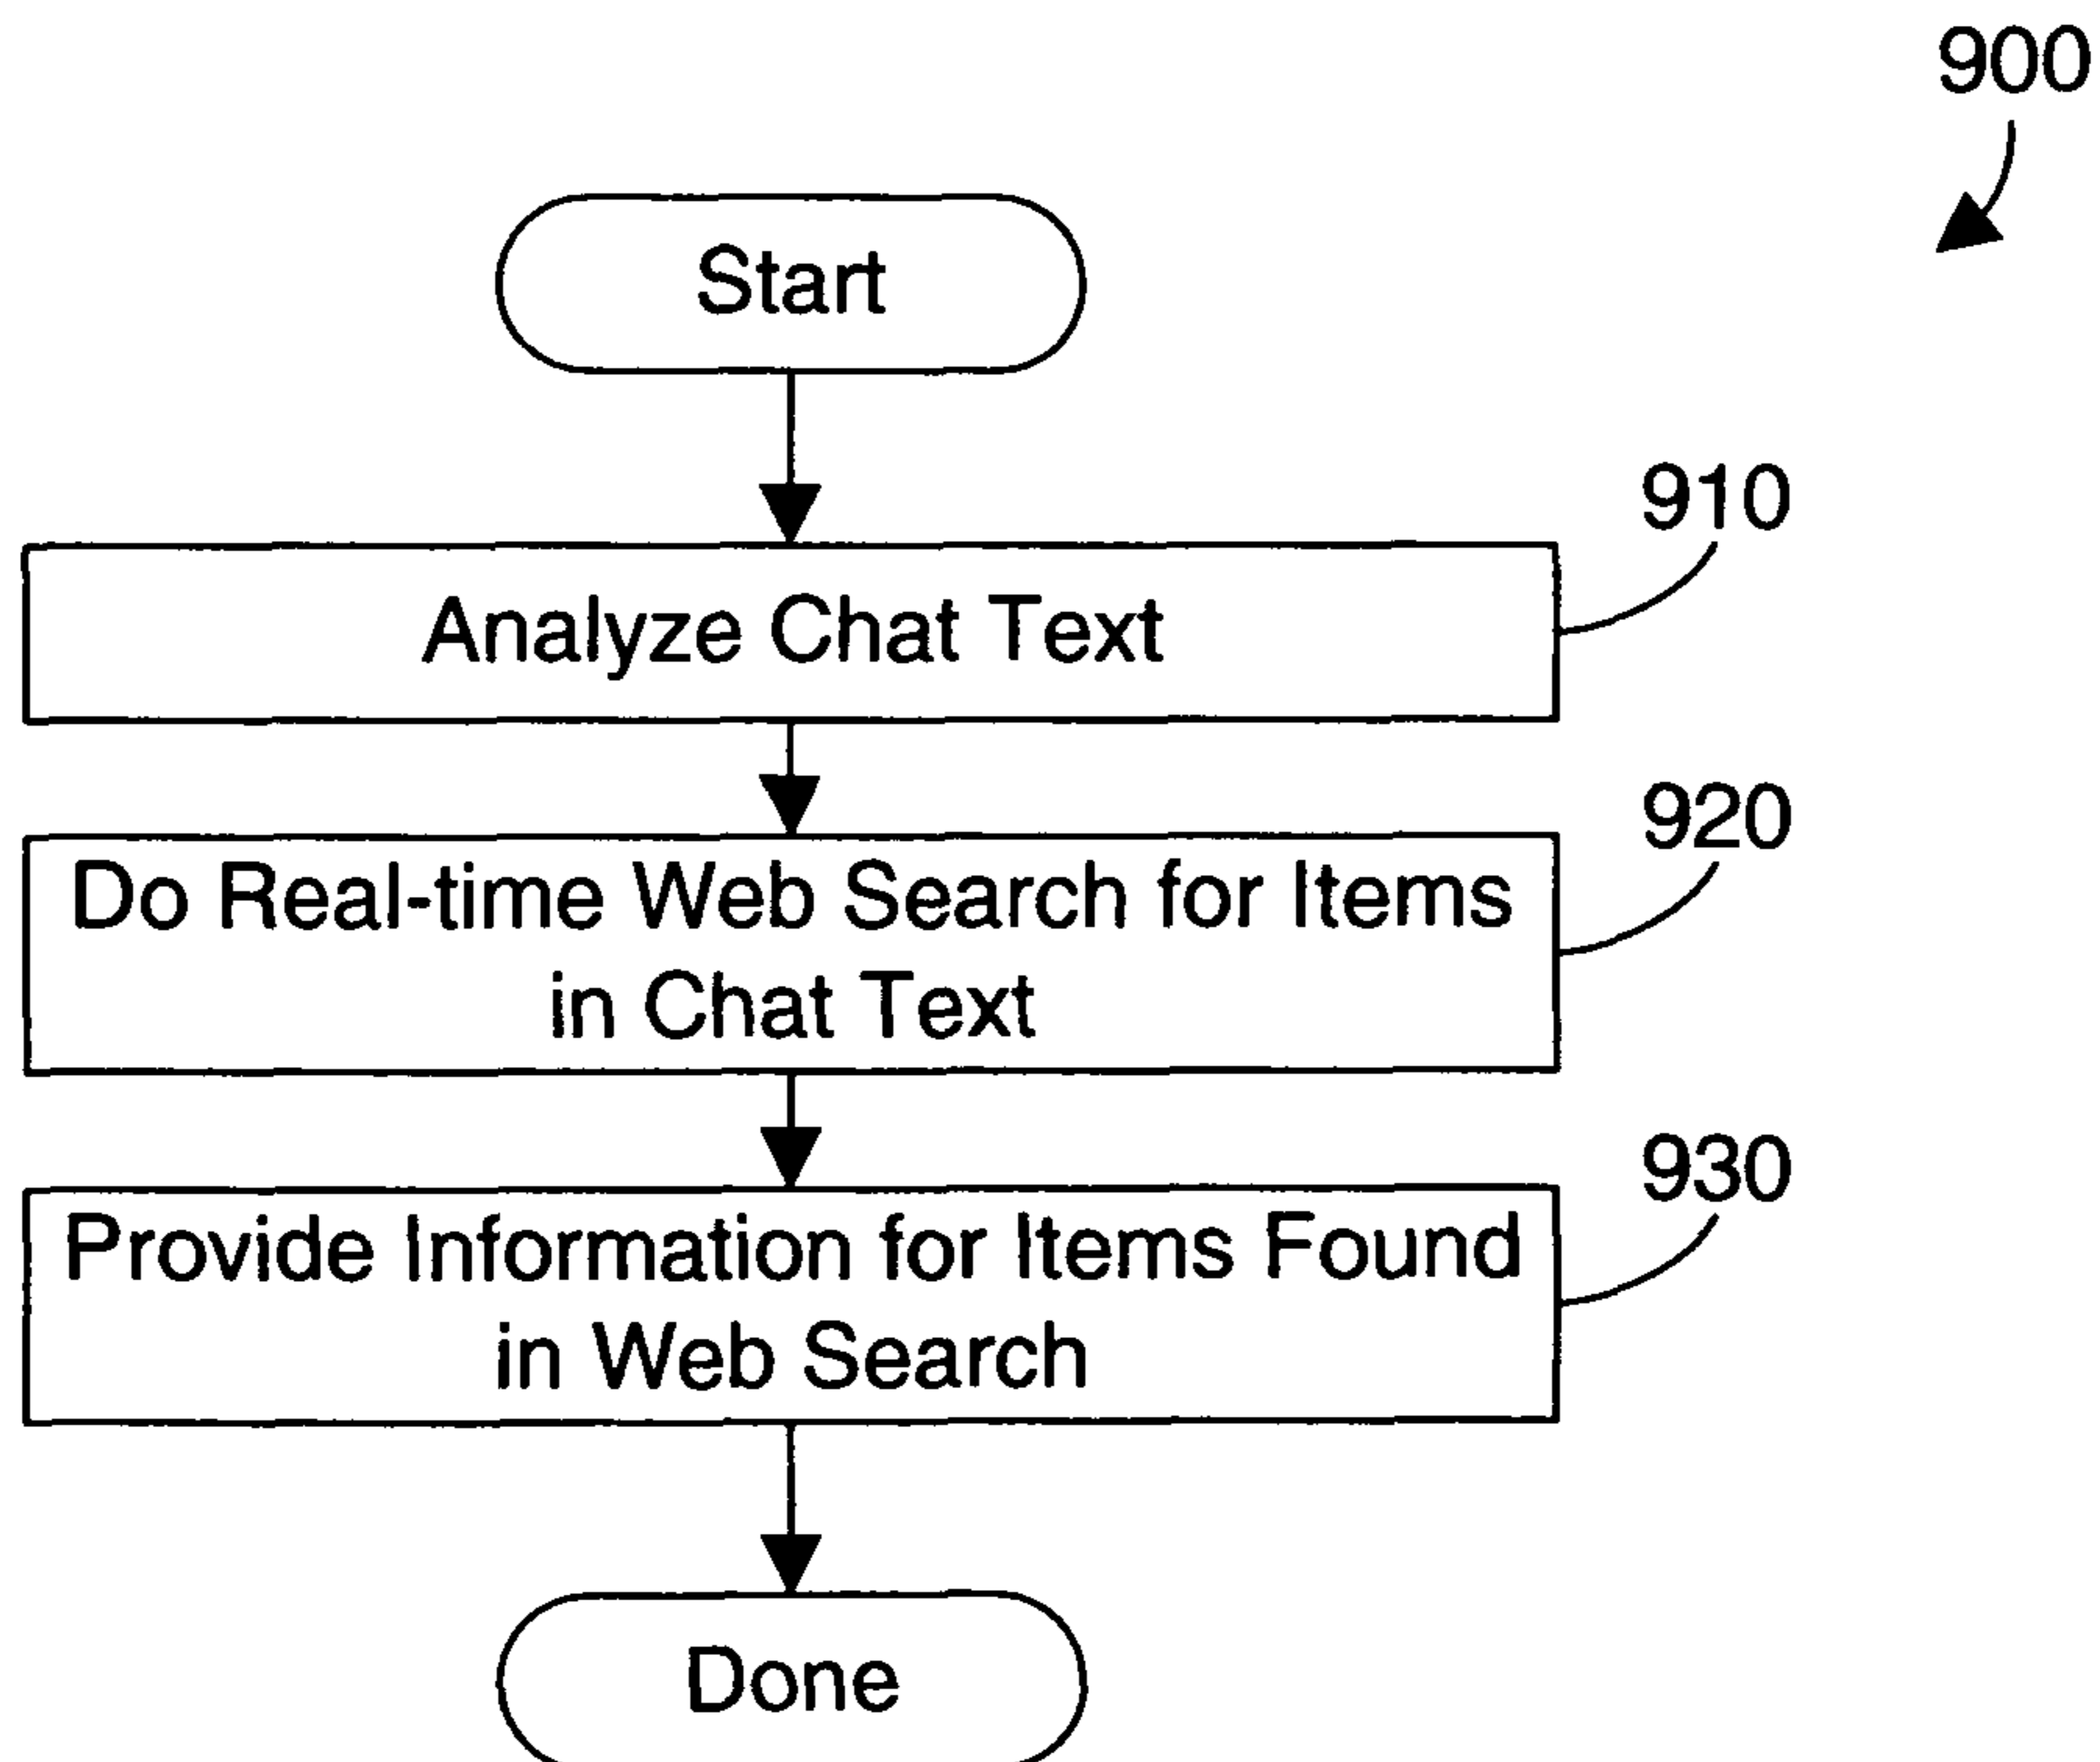 900
Start
910
Analyze Chat Text
920
Do Real-time Web Search for Items
in Chat Text
930
Provide Information for Items Found
in Web Search
Done